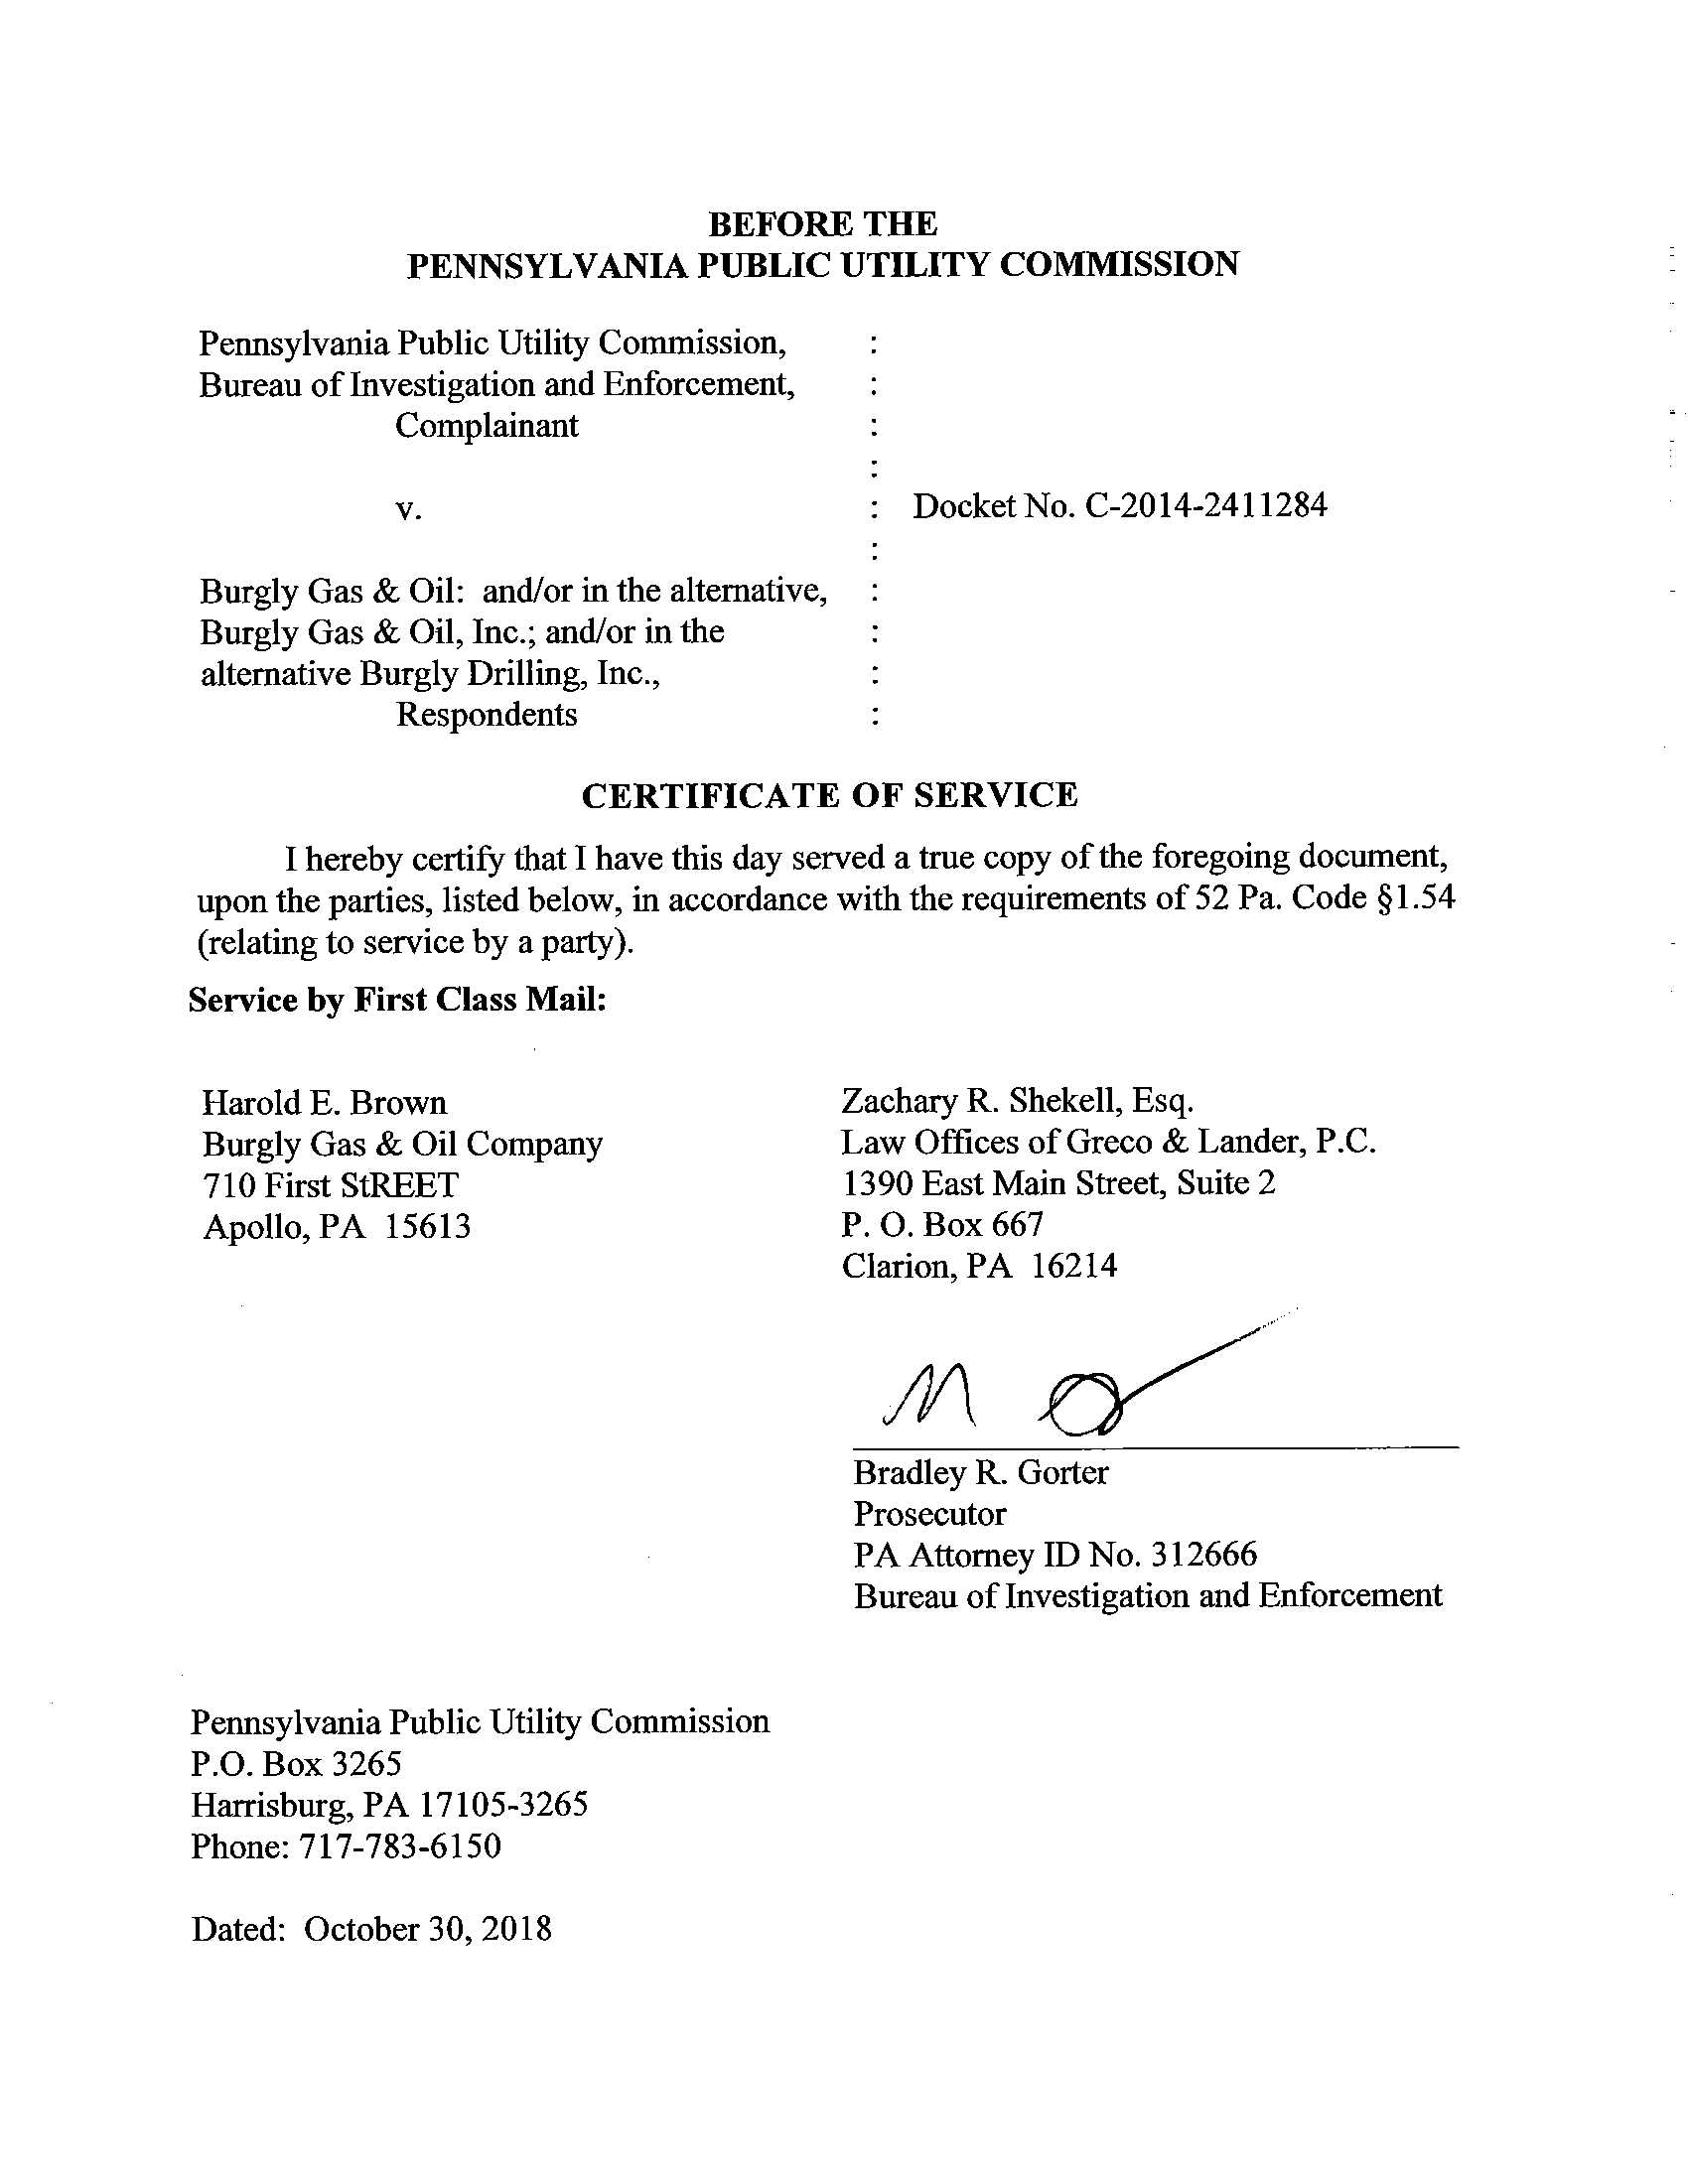 BEFORE THE
PENNSYLVANIA PUBLIC UTILITY COMMISSION
Pennsylvania Public Utility Commission, :
Bureau of Investigation and Enforcement, :
Complainant :
:
v. : Docket No. C-2014-2411284
:
Burgly Gas & Oil: and/or in the alternative, :
Burgly Gas & Oil, Inc.; and/or in the :
alternative Burgly Drilling, Inc., :
Respondents :
CERTIFICATE OF SERVICE
I hereby certify that I have this day served a true copy of the foregoing document,
upon the parties, listed below, in accordance with the requirements of 52 Pa. Code §1.54
(relating to service by a party).
Service by First Class Mail:
Harold E. Brown
Burgly Gas & Oil Company
710 First StREET
Apollo, PA 15613
Zachary R. Shekell, Esq.
Law Offices of Greco & Lander, P.C.
1390 East Main Street, Suite 2
P. O. Box 667
Clarion, PA 16214
Bradley R. Gorter
Prosecutor
PA Attorney ID No. 312666
Bureau of Investigation and Enforcement
Pennsylvania Public Utility Commission
P.O. Box 3265
Harrisburg, PA 17105-3265
Phone: 717-783-6150
Dated: October 30, 2018